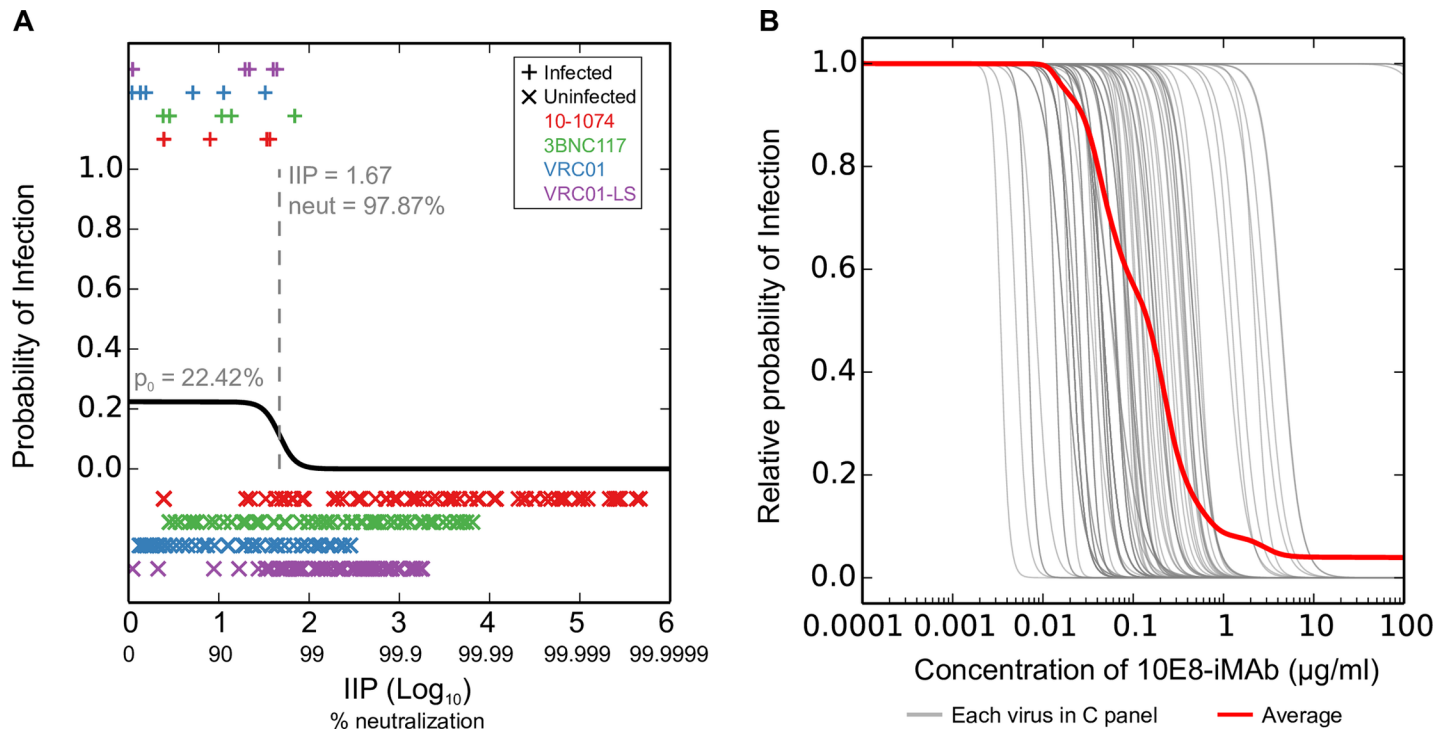 A
Infected
Uninfected
10-1074
3BNC117
VRC01
VRC01-LS
IIP = 1.67
neut = 97.87%
p0 = 22.42%
Probability of Infection
1.0
0.8
0.6
0.4
0.2
0.0
0 1 2 3 4 5 6
0 90 99 99.9 99.99 99.999 99.9999
IIP (Log10)
% neutralization
B
Relative probability of Infection
1.0
0.8
0.6
0.4
0.2
0.0
0.0001 0.001 0.01 0.1 1 10 100
Concentration of 10E8-iMAb (µg/ml)
Each virus in C panel
Average